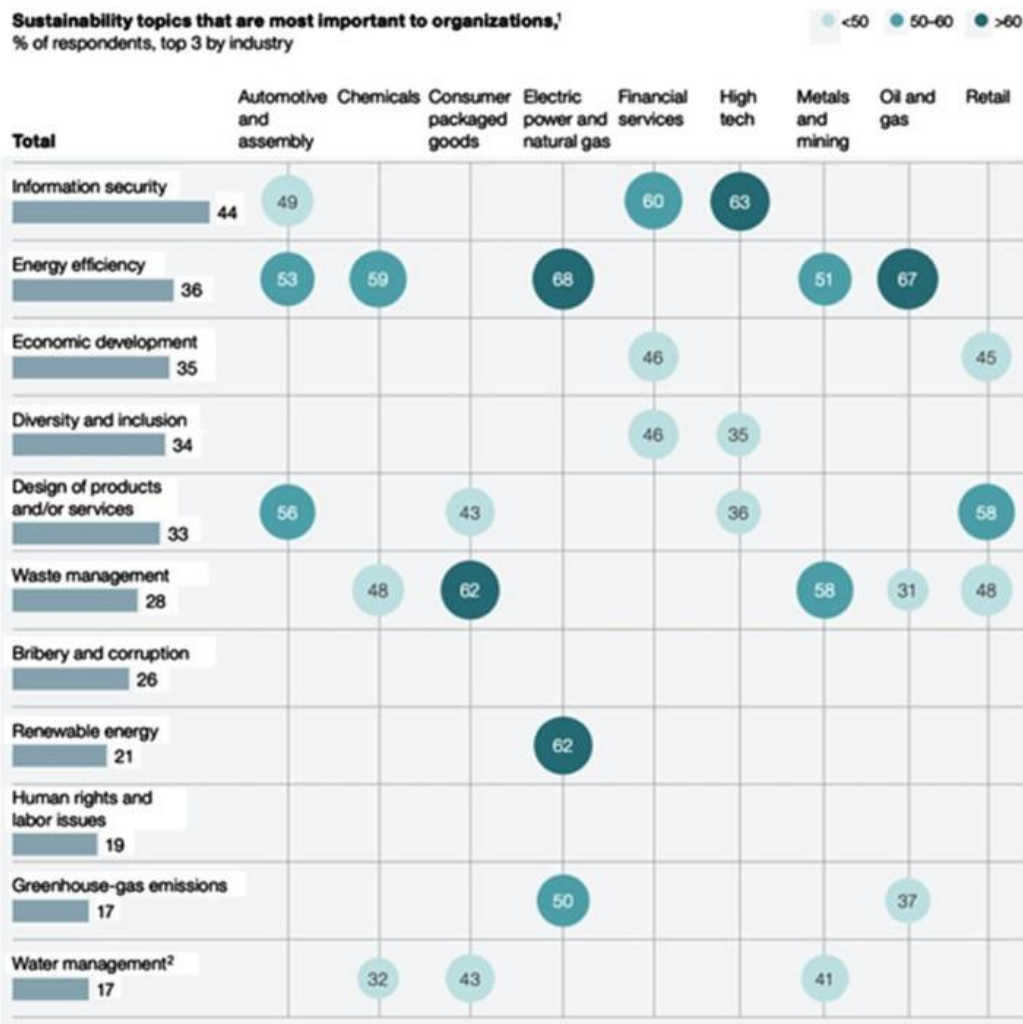 Sustainability topics that are most important to organizations,¹
% of respondents, top 3 by industry
<50 50–60 >60
Total
Automotive and assembly
Chemicals
Consumer packaged goods
Electric power and natural gas
Financial services
High tech
Metals and mining
Oil and gas
Retail
Information security
44 49 60 63
Energy efficiency
36 53 59 68 51 67
Economic development
35 46 45
Diversity and inclusion
34 46 35
Design of products
and/or services
33 56 43 36 58
Waste management
28 48 62 58 31 48
Bribery and corruption
26
Renewable energy
21 62
Human rights and
labor issues
19
Greenhouse-gas emissions
17 50 37
Water management²
17 32 43 41